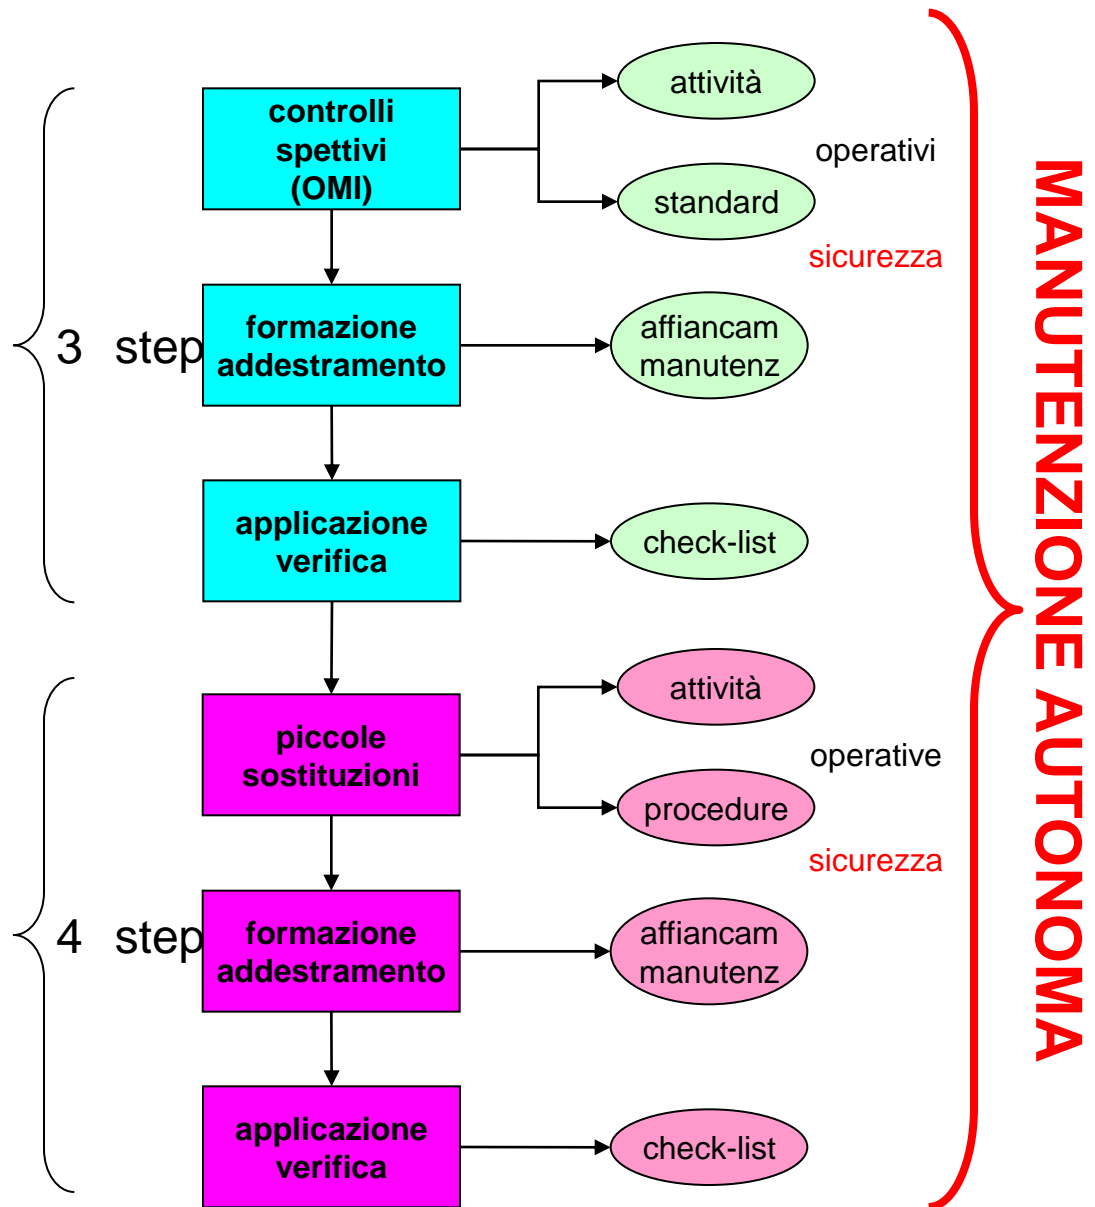 controlli
spettivi
(OMI)
attività
operativi
standard
sicurezza
3 step
formazione
addestramento
affiancam
manutenz
applicazione
verifica
check-list
piccole
sostituzioni
attività
operative
procedure
sicurezza
4 step
formazione
addestramento
affiancam
manutenz
applicazione
verifica
check-list
MANUTENZIONE AUTONOMA